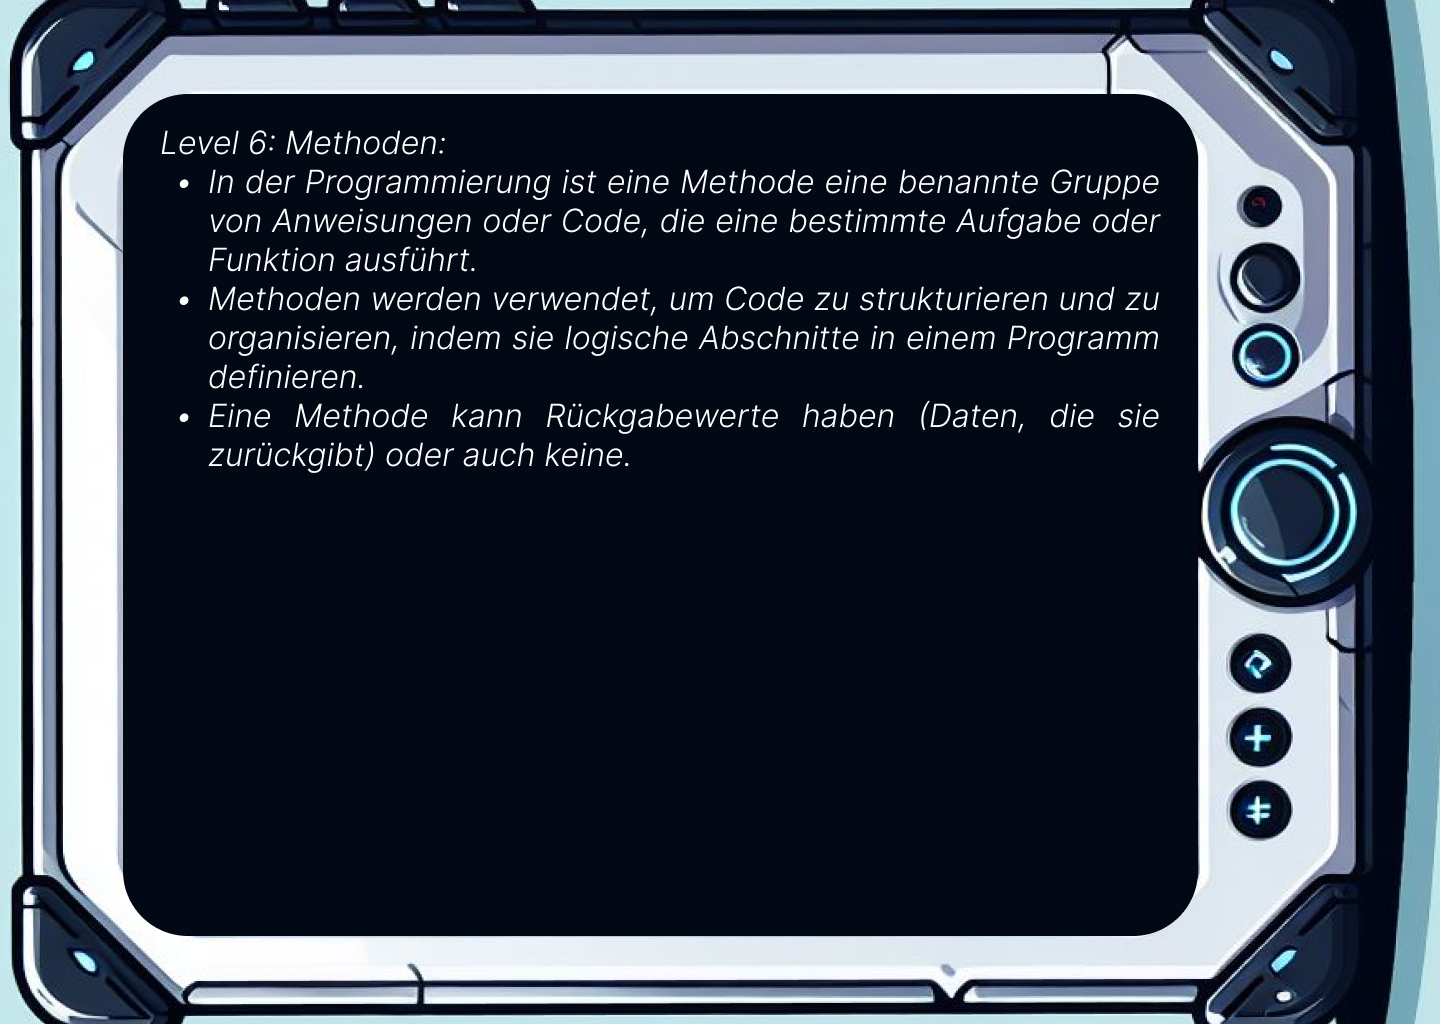 Level 6: Methoden:
• In der Programmierung ist eine Methode eine benannte Gruppe
von Anweisungen oder Code, die eine bestimmte Aufgabe oder
Funktion ausführt.
• Methoden werden verwendet, um Code zu strukturieren und zu
organisieren, indem sie logische Abschnitte in einem Programm
definieren.
• Eine Methode kann Rückgabewerte haben (Daten, die sie
zurückgibt) oder auch keine.